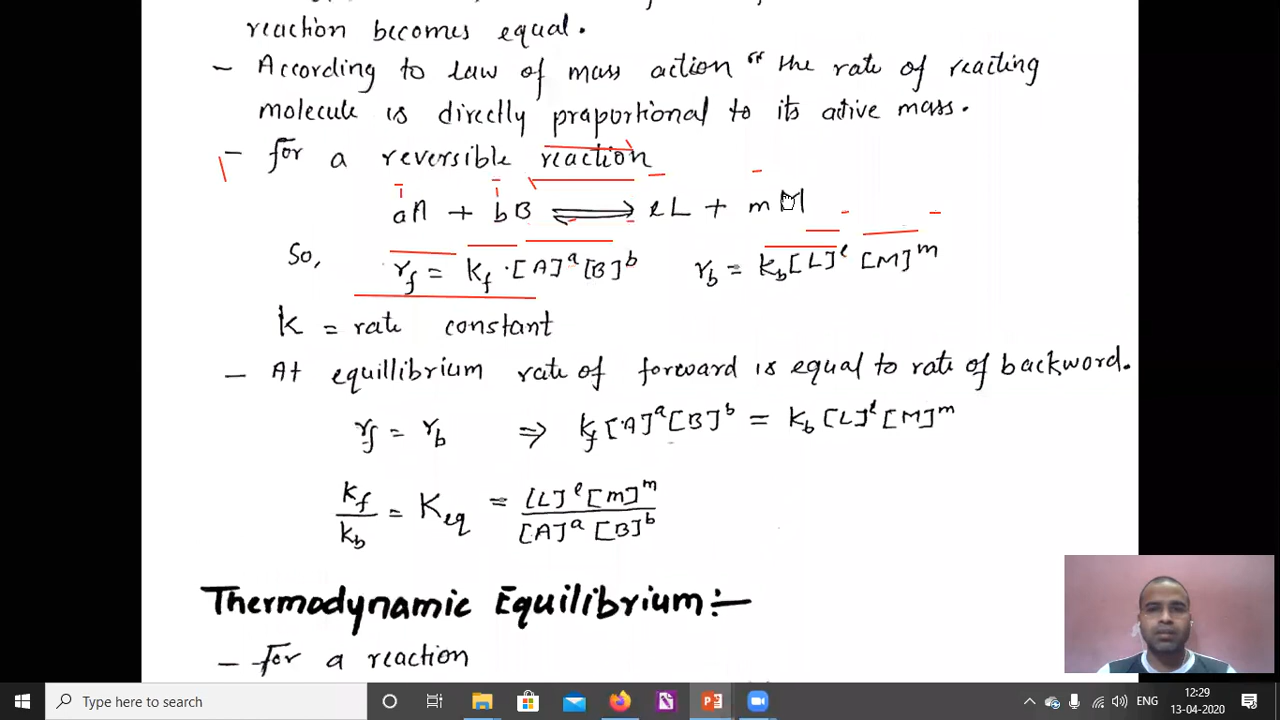 reaction becomes equal.
- According to law of mass action " the rate of reacting
molecule is directly proportional to its ative mass.
- for a reversible reaction
aA + bB ⇌ lL + mM
So, rf = kf·[A]^a [B]^b rb = kb[L]^l [M]^m
K = rate constant
- At equillibrium rate of forward is equal to rate of backword.
rf = rb ⇒ kf[A]^a[B]^b = kb[L]^l[M]^m
kf/kb = Keq = [L]^l[m]^m/[A]^a[B]^b
Thermodynamic Equilibrium:-
- for a reaction
Type here to search
ENG
12:29
13-04-2020